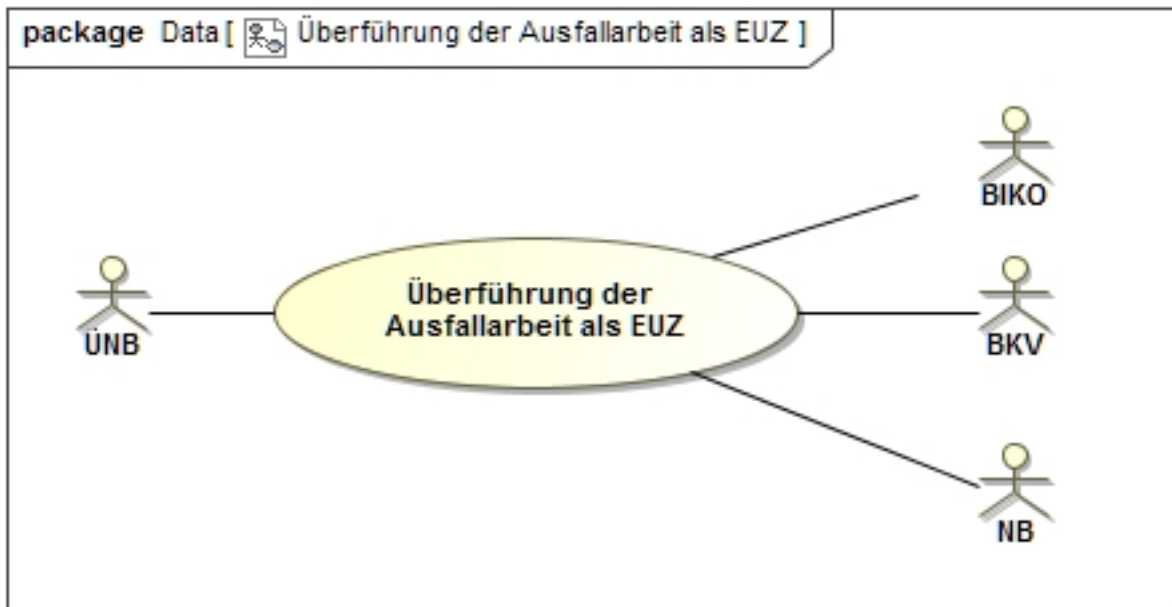 package Data [ Überführung der Ausfallarbeit als EUZ ]
BIKO
Überführung der
Ausfallarbeit als EUZ
ÜNB
BKV
NB